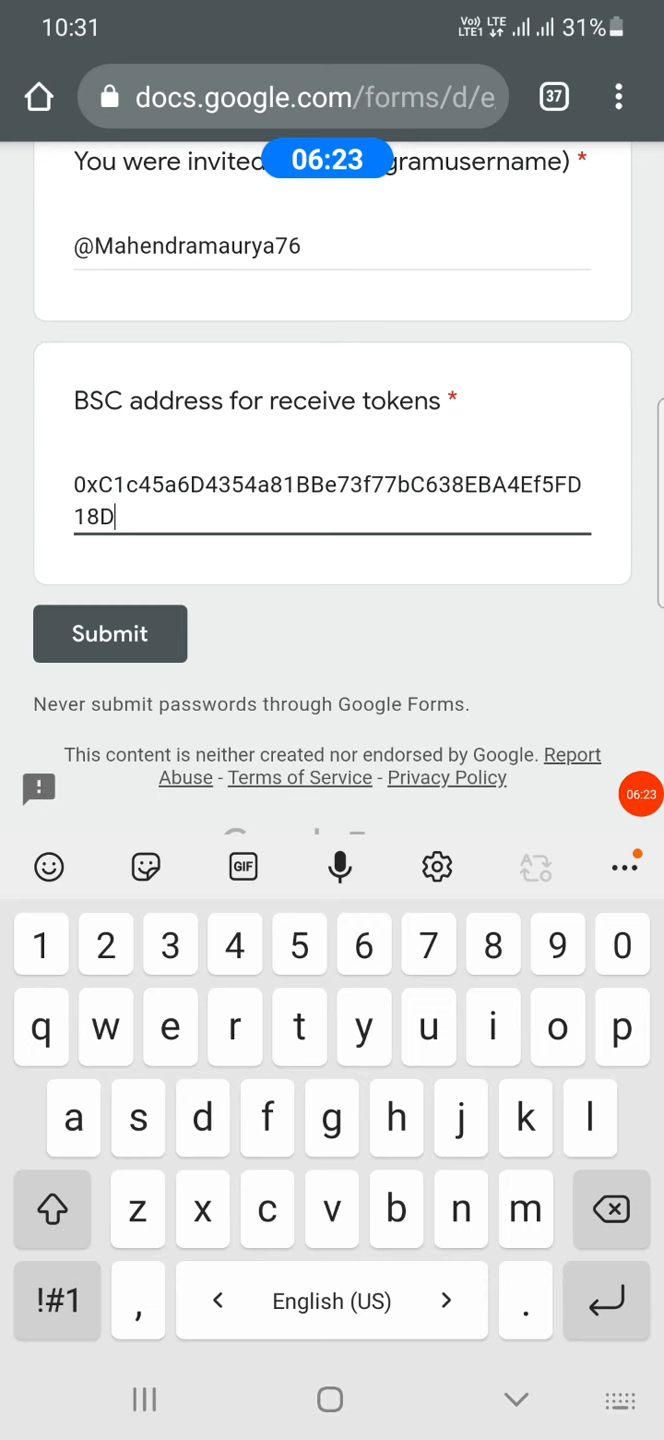 10:31
Vo)) LTE
LTE1
31%
docs.google.com/forms/d/e
37
You were invited gramusername) *
06:23
@Mahendramaurya76
BSC address for receive tokens *
0xC1c45a6D4354a81BBe73f77bC638EBA4Ef5FD
18D
Submit
Never submit passwords through Google Forms.
This content is neither created nor endorsed by Google. Report
Abuse - Terms of Service - Privacy Policy
06:23
GIF
1 2 3 4 5 6 7 8 9 0
q w e r t y u i o p
a s d f g h j k l
z x c v b n m
!#1 , < English (US) > .